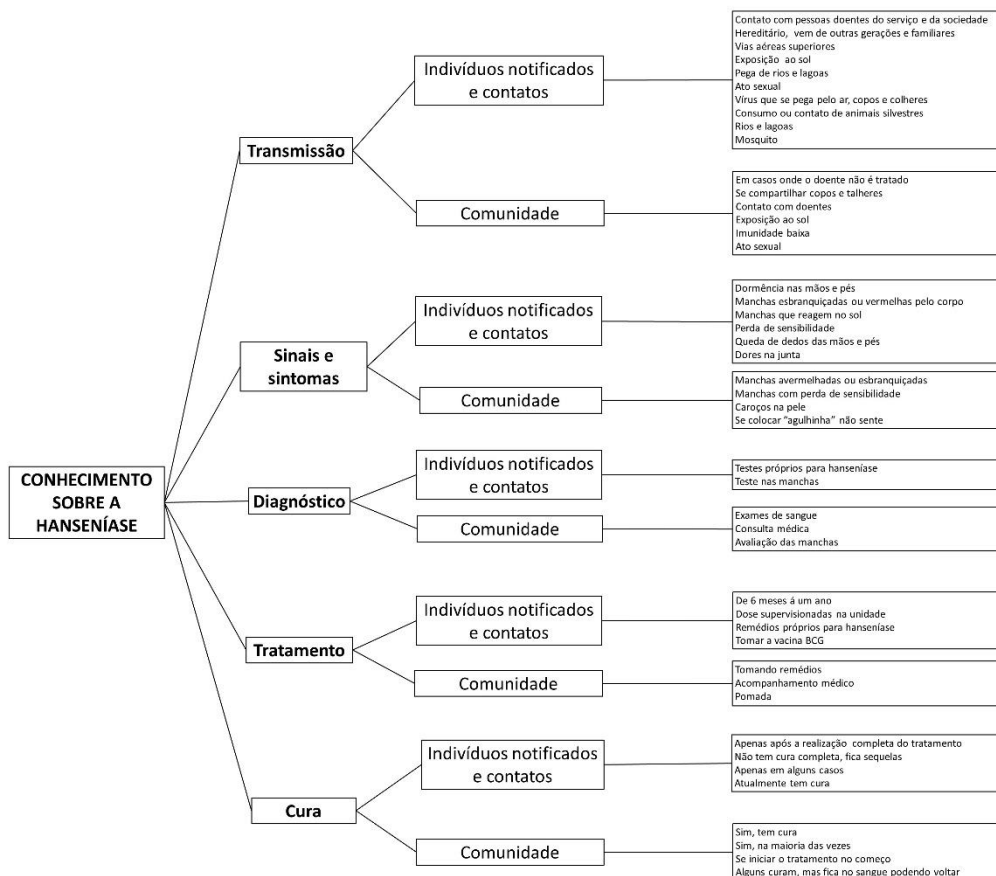 CONHECIMENTO
SOBRE A
HANSENÍASE
Transmissão
Indivíduos notificados
e contatos
Contato com pessoas doentes do serviço e da sociedade
Hereditário, vem de outras gerações e familiares
Vias aéreas superiores
Exposição ao sol
Pega de rios e lagoas
Ato sexual
Vírus que se pega pelo ar, copos e colheres
Consumo ou contato de animais silvestres
Rios e lagoas
Mosquito
Comunidade
Em casos onde o doente não é tratado
Se compartilhar copos e talheres
Contato com doentes
Exposição ao sol
Imunidade baixa
Ato sexual
Sinais e
sintomas
Indivíduos notificados
e contatos
Dormência nas mãos e pés
Manchas esbranquiçadas ou vermelhas pelo corpo
Manchas que reagem no sol
Perda de sensibilidade
Queda de dedos das mãos e pés
Dores na junta
Comunidade
Manchas avermelhadas ou esbranquiçadas
Manchas com perda de sensibilidade
Caroços na pele
Se colocar “agulhinha” não sente
Diagnóstico
Indivíduos notificados
e contatos
Testes próprios para hanseníase
Teste nas manchas
Comunidade
Exames de sangue
Consulta médica
Avaliação das manchas
Tratamento
Indivíduos notificados
e contatos
De 6 meses á um ano
Dose supervisionadas na unidade
Remédios próprios para hanseníase
Tomar a vacina BCG
Comunidade
Tomando remédios
Acompanhamento médico
Pomada
Cura
Indivíduos notificados
e contatos
Apenas após a realização completa do tratamento
Não tem cura completa, fica sequelas
Apenas em alguns casos
Atualmente tem cura
Comunidade
Sim, tem cura
Sim, na maioria das vezes
Se iniciar o tratamento no começo
Alguns curam, mas fica no sangue podendo voltar